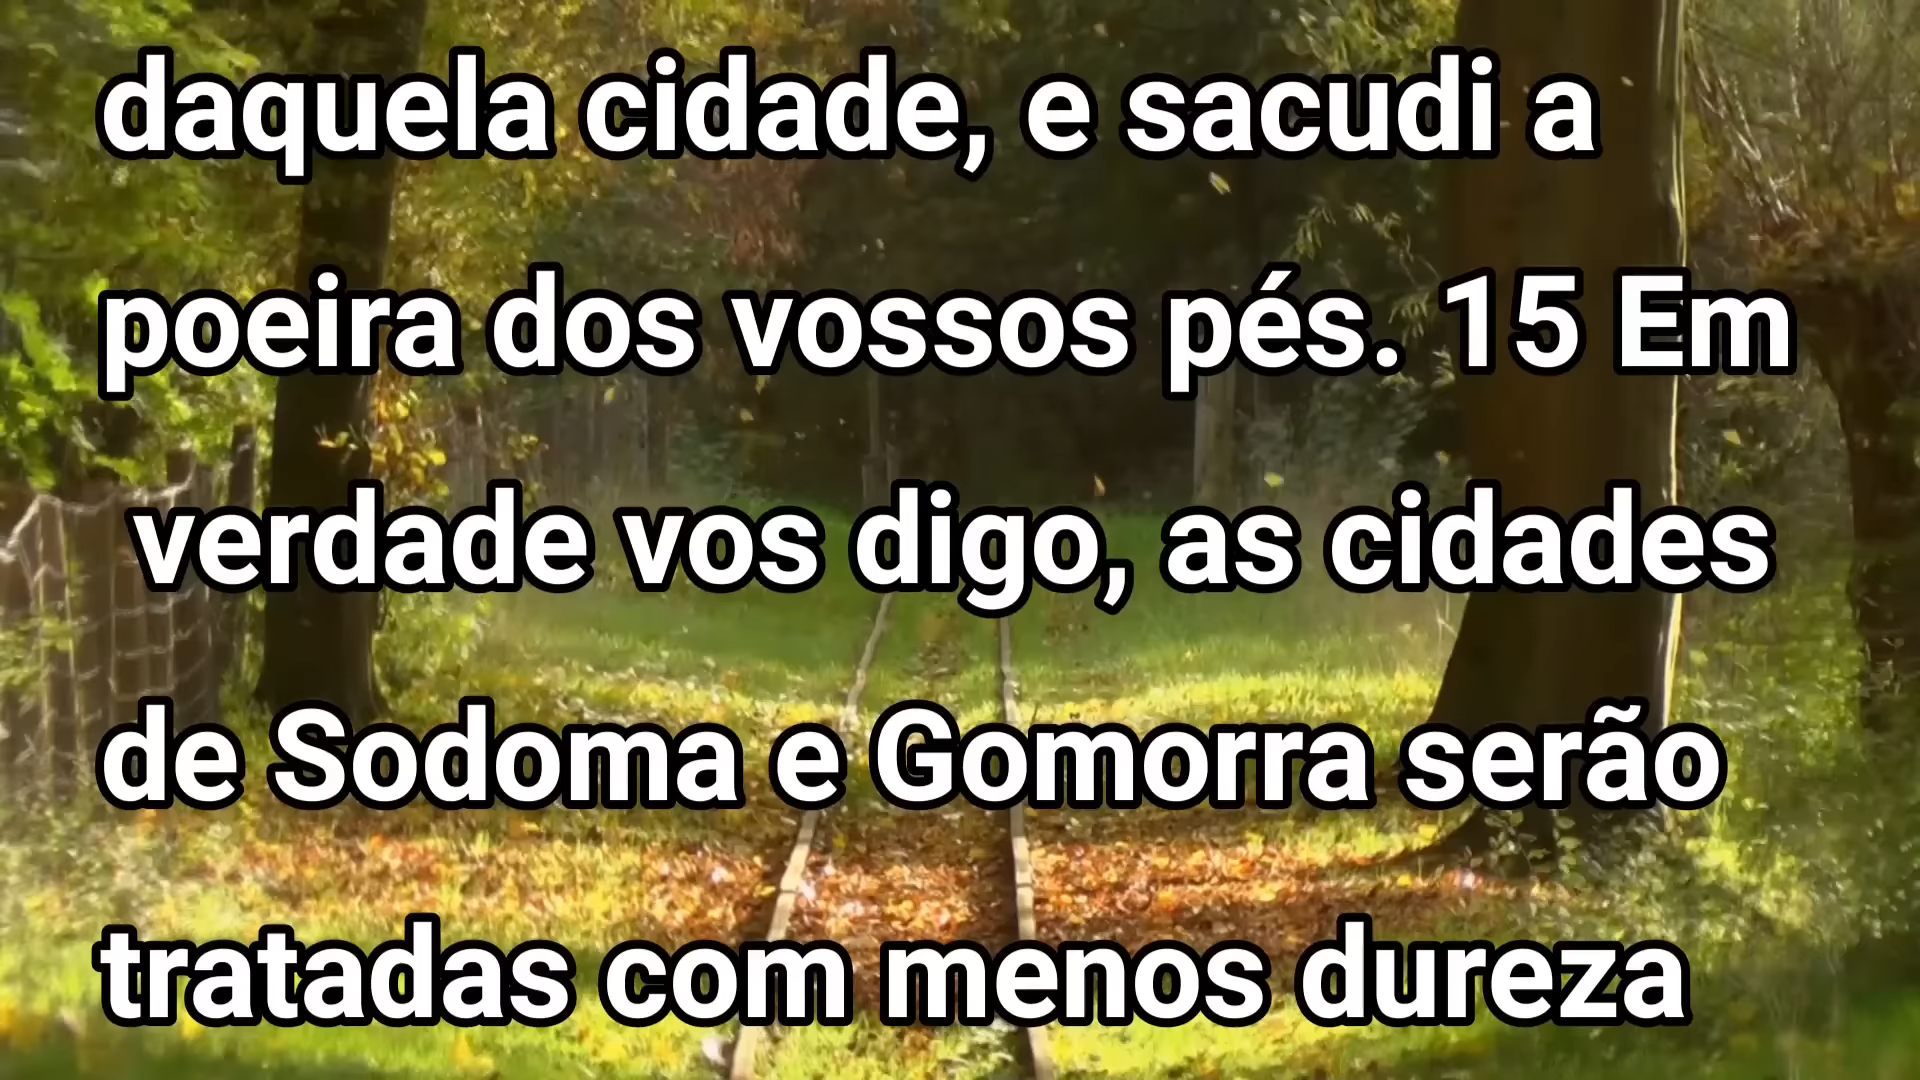 daquela cidade, e sacudi a
poeira dos vossos pés. 15 Em
verdade vos digo, as cidades
de Sodoma e Gomorra serão
tratadas com menos dureza